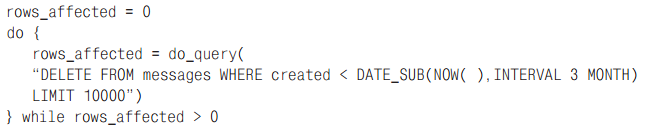 rows_affected = 0
do {
rows_affected = do_query(
“DELETE FROM messages WHERE created < DATE_SUB(NOW( ),INTERVAL 3 MONTH)
LIMIT 10000”)
} while rows_affected > 0